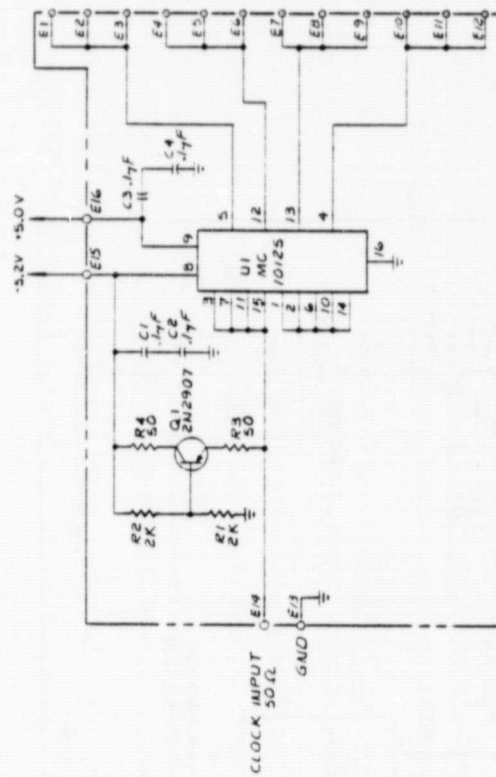 E1
E2
E3
E4
E5
E6
E7
E8
E9
E10
E11
E12
-5.2V +5.0V
E15
E16
C3 .1µF
C4
.1µF
C1
.1µF
C2
.1µF
R4
50
Q1
2N2907
R3
50
R2
2K
R1
2K
9
8
U1
MC
10125
5
12
13
4
16
3
7
11
15
1
2
6
10
14
E14
E13
CLOCK INPUT
50Ω
GND